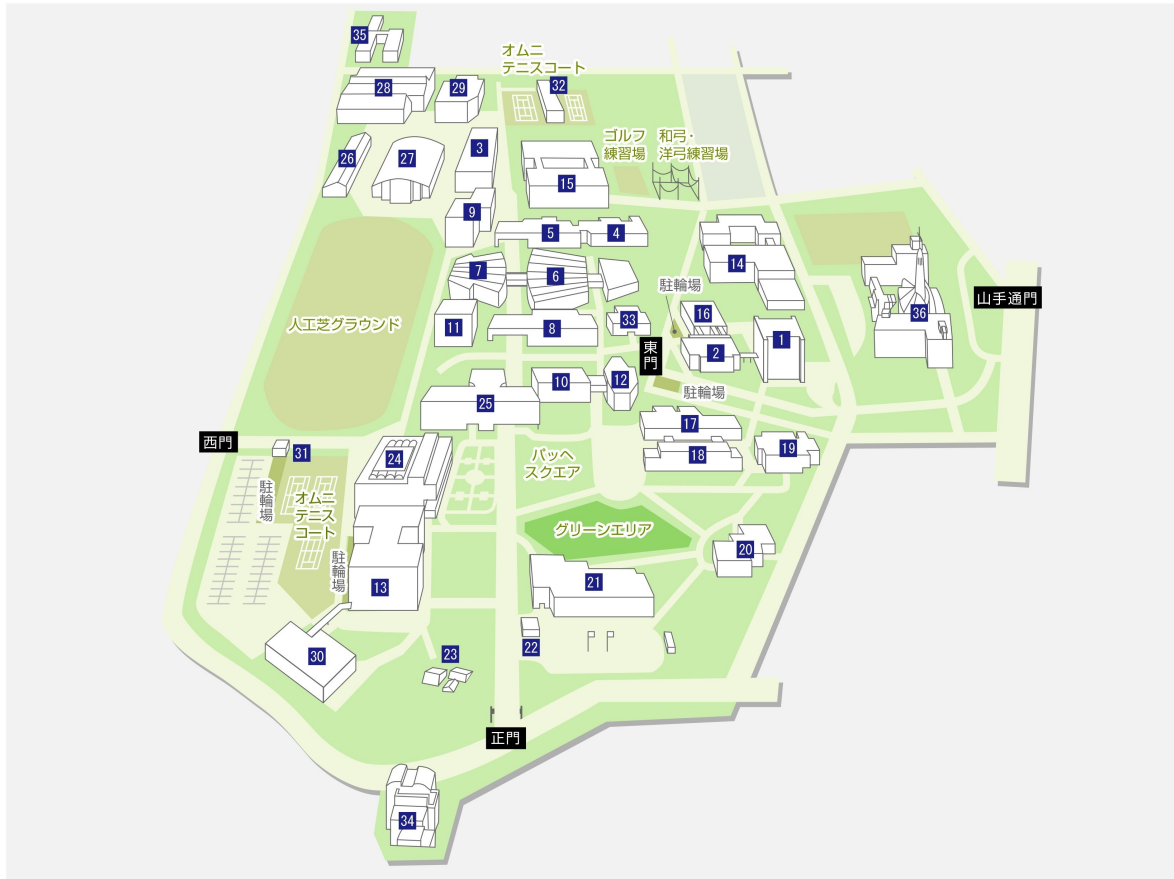 35
オムニ
テニスコート
28
29
32
ゴルフ
練習場
和弓・
洋弓練習場
26
27
3
15
9
5
4
7
6
14
駐輪場
山手通門
36
人工芝グラウンド
11
8
33
16
1
2
東門
10
12
駐輪場
25
17
西門
31
24
バッヘ
スクエア
18
19
駐輪場
オムニ
テニス
コート
グリーンエリア
20
駐輪場
13
21
30
23
22
正門
34